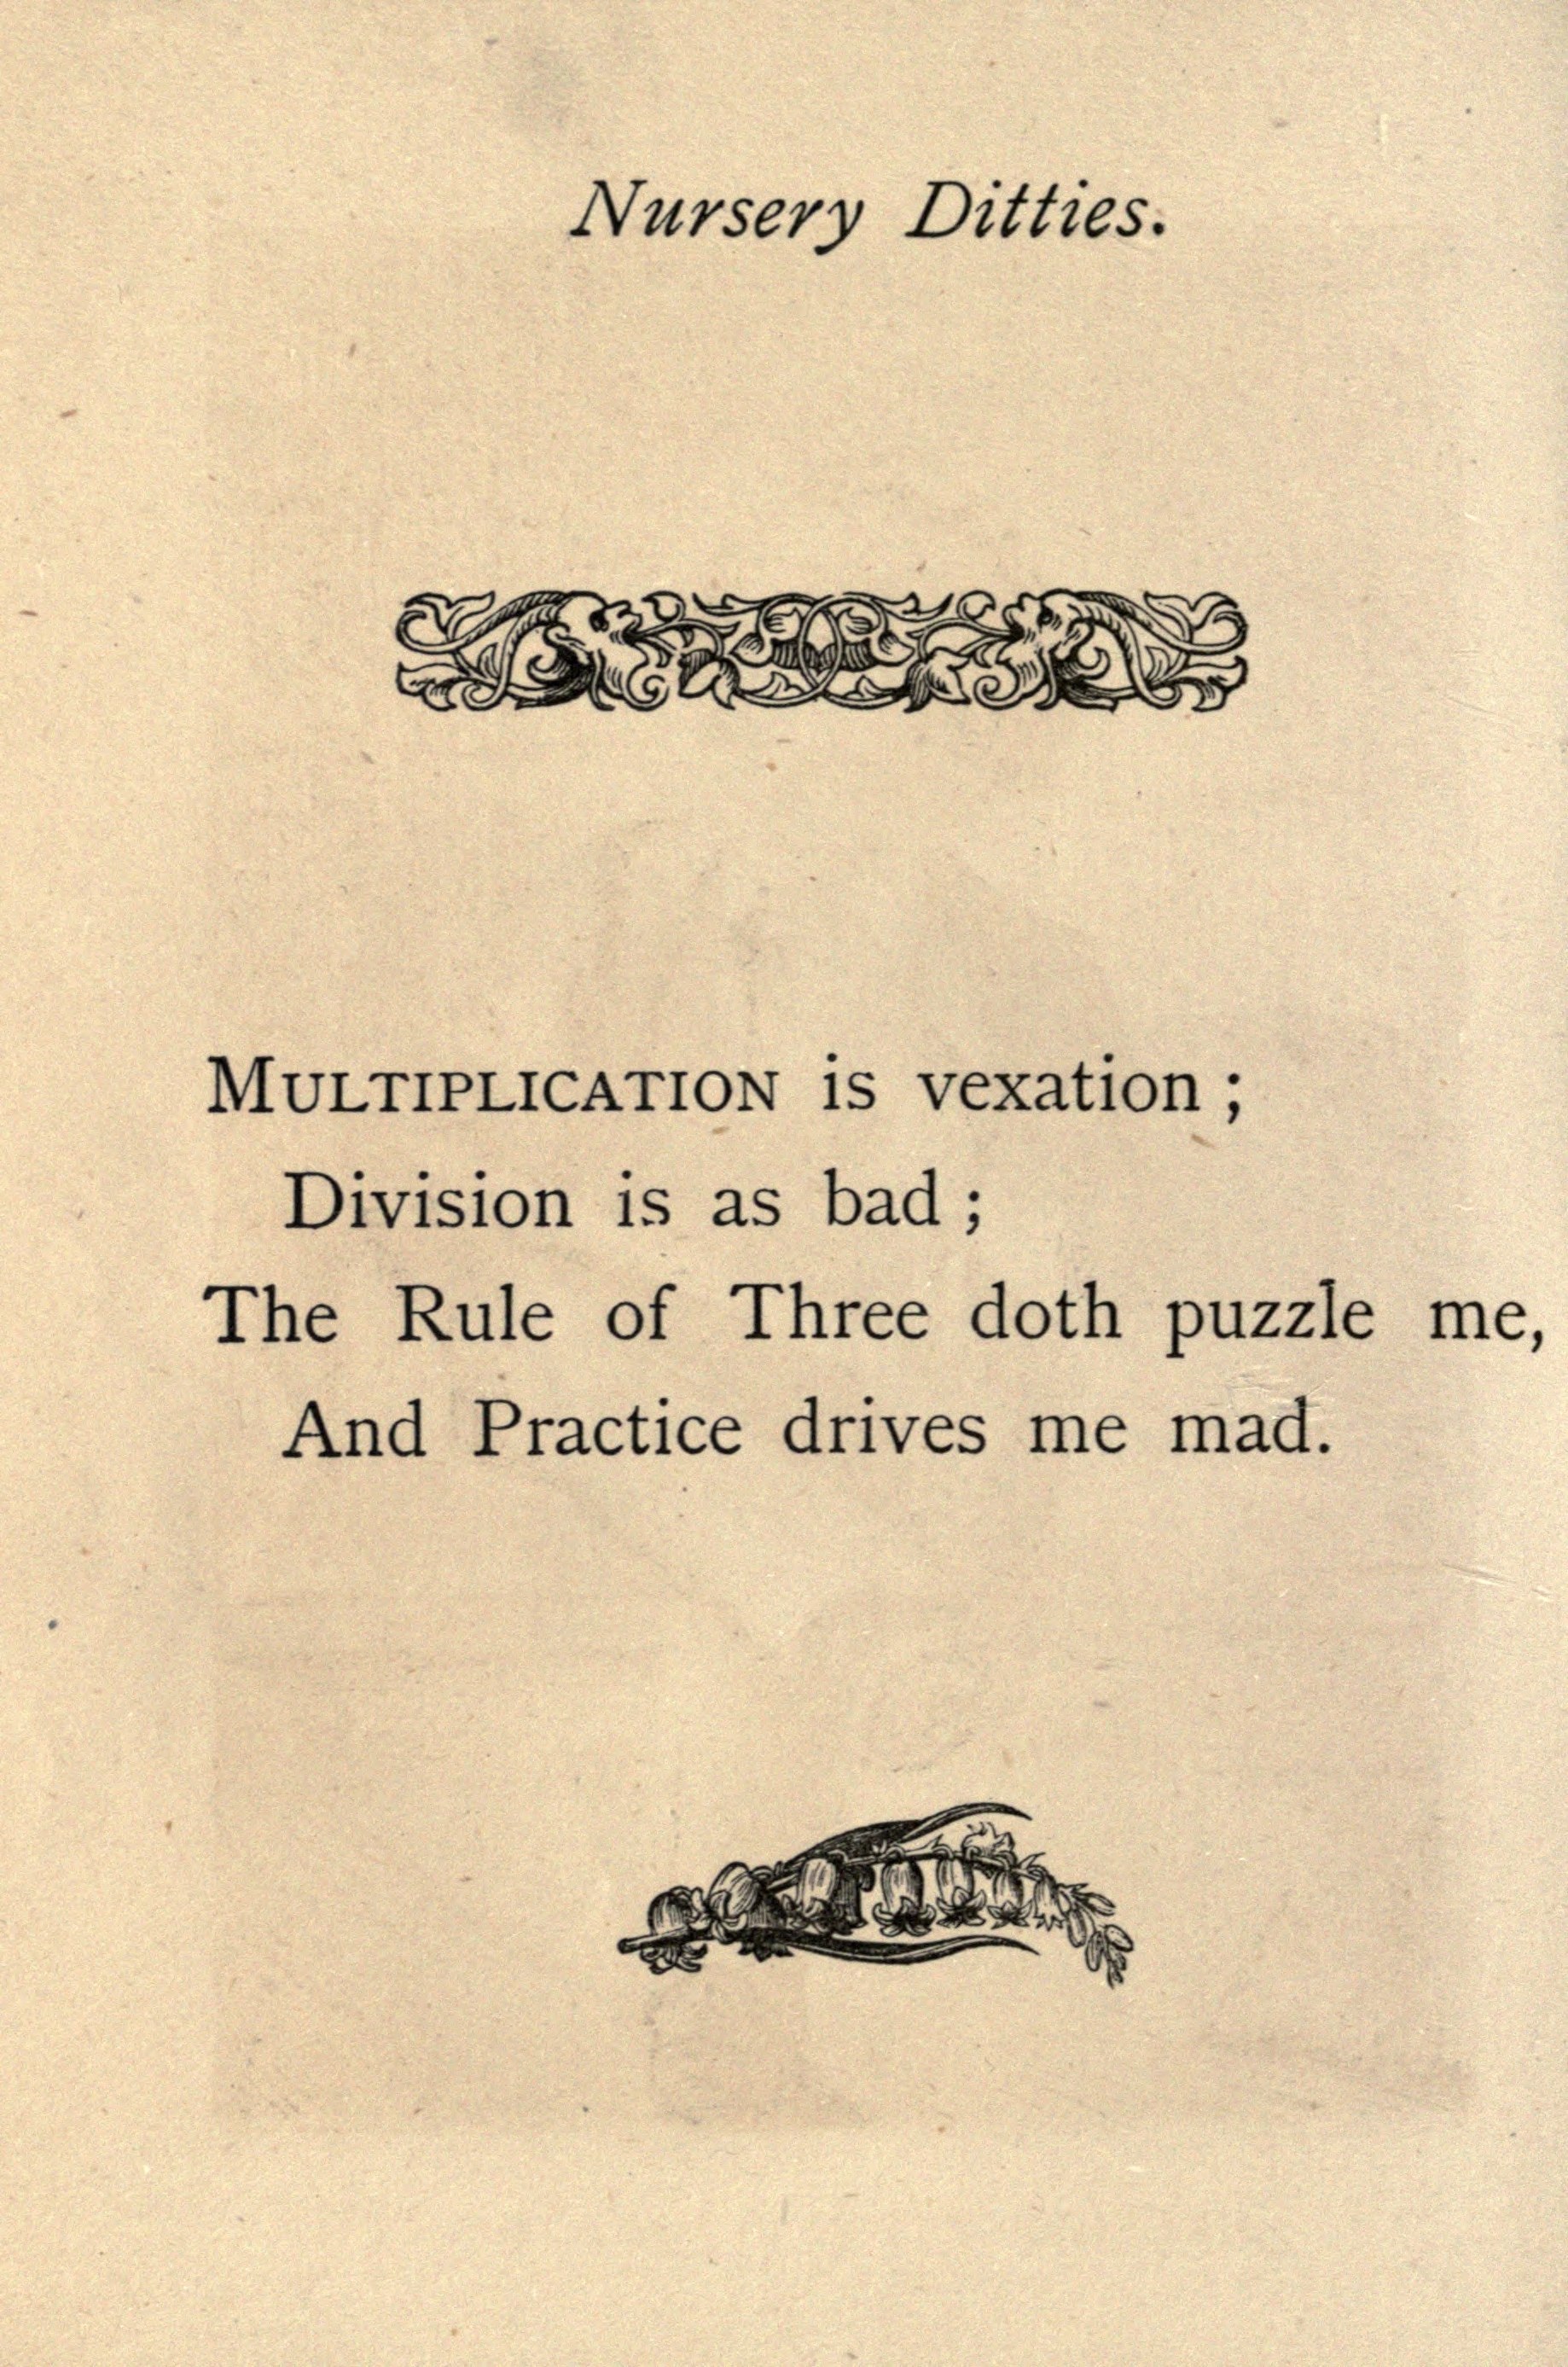 Nursery Ditties.
MULTIPLICATION is vexation ;
Division is as bad ;
The Rule of Three doth puzzle me,
And Practice drives me mad.